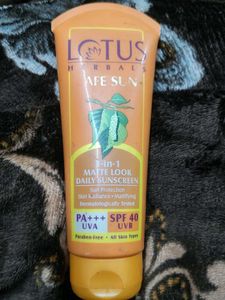 LOTUS
HERBALS
AFE SUN
3-in-1
MATTE LOOK
DAILY SUNSCREEN
Sun Protection
Skin Radiance • Mattifying
Dermatologically Tested
PA+++ SPF 40
UVA UVB
Paraben-Free • All Skin Types